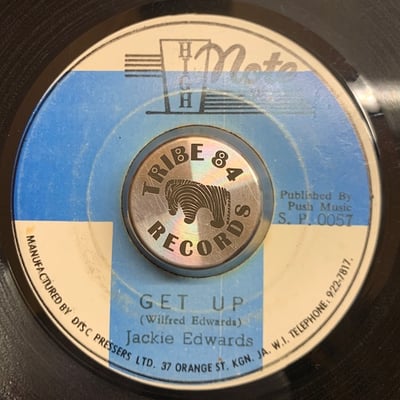 HIGH Note
TRIBE 84
RECORDS
Published By
Push Music
S. P. 0057
GET UP
(Wilfred Edwards)
Jackie Edwards
MANUFACTURED BY DISC PRESSERS LTD. 37 ORANGE ST. KGN. JA. W.I. TELEPHONE: 922-7817.